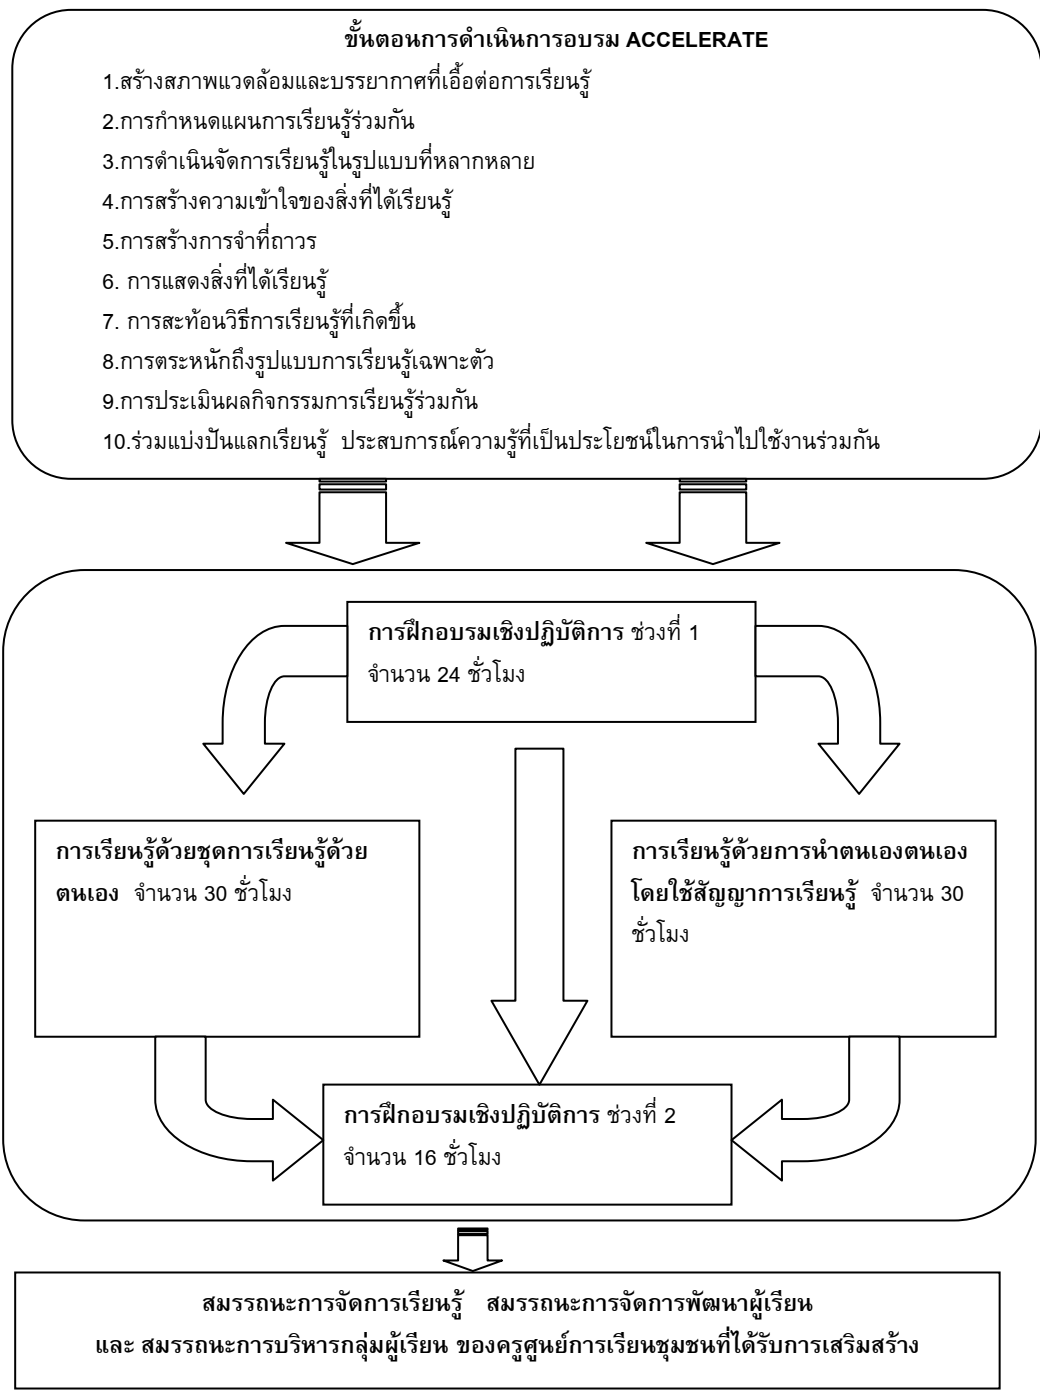 ขั้นตอนการดำเนินการอบรม ACCELERATE
1.สร้างสภาพแวดล้อมและบรรยากาศที่เอื้อต่อการเรียนรู้
2.การกำหนดแผนการเรียนรู้ร่วมกัน
3.การดำเนินจัดการเรียนรู้ในรูปแบบที่หลากหลาย
4.การสร้างความเข้าใจของสิ่งที่ได้เรียนรู้
5.การสร้างการจำที่ถาวร
6. การแสดงสิ่งที่ได้เรียนรู้
7. การสะท้อนวิธีการเรียนรู้ที่เกิดขึ้น
8.การตระหนักถึงรูปแบบการเรียนรู้เฉพาะตัว
9.การประเมินผลกิจกรรมการเรียนรู้ร่วมกัน
10.ร่วมแบ่งปันแลกเรียนรู้ ประสบการณ์ความรู้ที่เป็นประโยชน์ในการนำไปใช้งานร่วมกัน
การฝึกอบรมเชิงปฏิบัติการ ช่วงที่ 1
จำนวน 24 ชั่วโมง
การเรียนรู้ด้วยชุดการเรียนรู้ด้วย
ตนเอง จำนวน 30 ชั่วโมง
การเรียนรู้ด้วยการนำตนเองตนเอง
โดยใช้สัญญาการเรียนรู้ จำนวน 30
ชั่วโมง
การฝึกอบรมเชิงปฏิบัติการ ช่วงที่ 2
จำนวน 16 ชั่วโมง
สมรรถนะการจัดการเรียนรู้ สมรรถนะการจัดการพัฒนาผู้เรียน
และ สมรรถนะการบริหารกลุ่มผู้เรียน ของครูศูนย์การเรียนชุมชนที่ได้รับการเสริมสร้าง